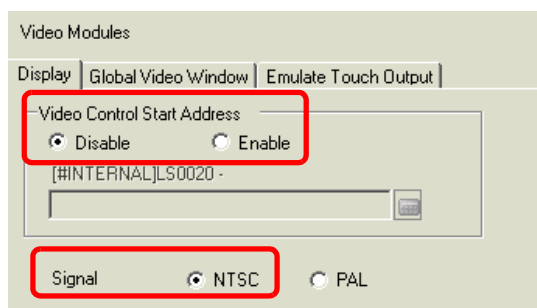 Video Modules
Display Global Video Window Emulate Touch Output
Video Control Start Address
Disable Enable
[#INTERNAL]LS0020 -
Signal NTSC PAL